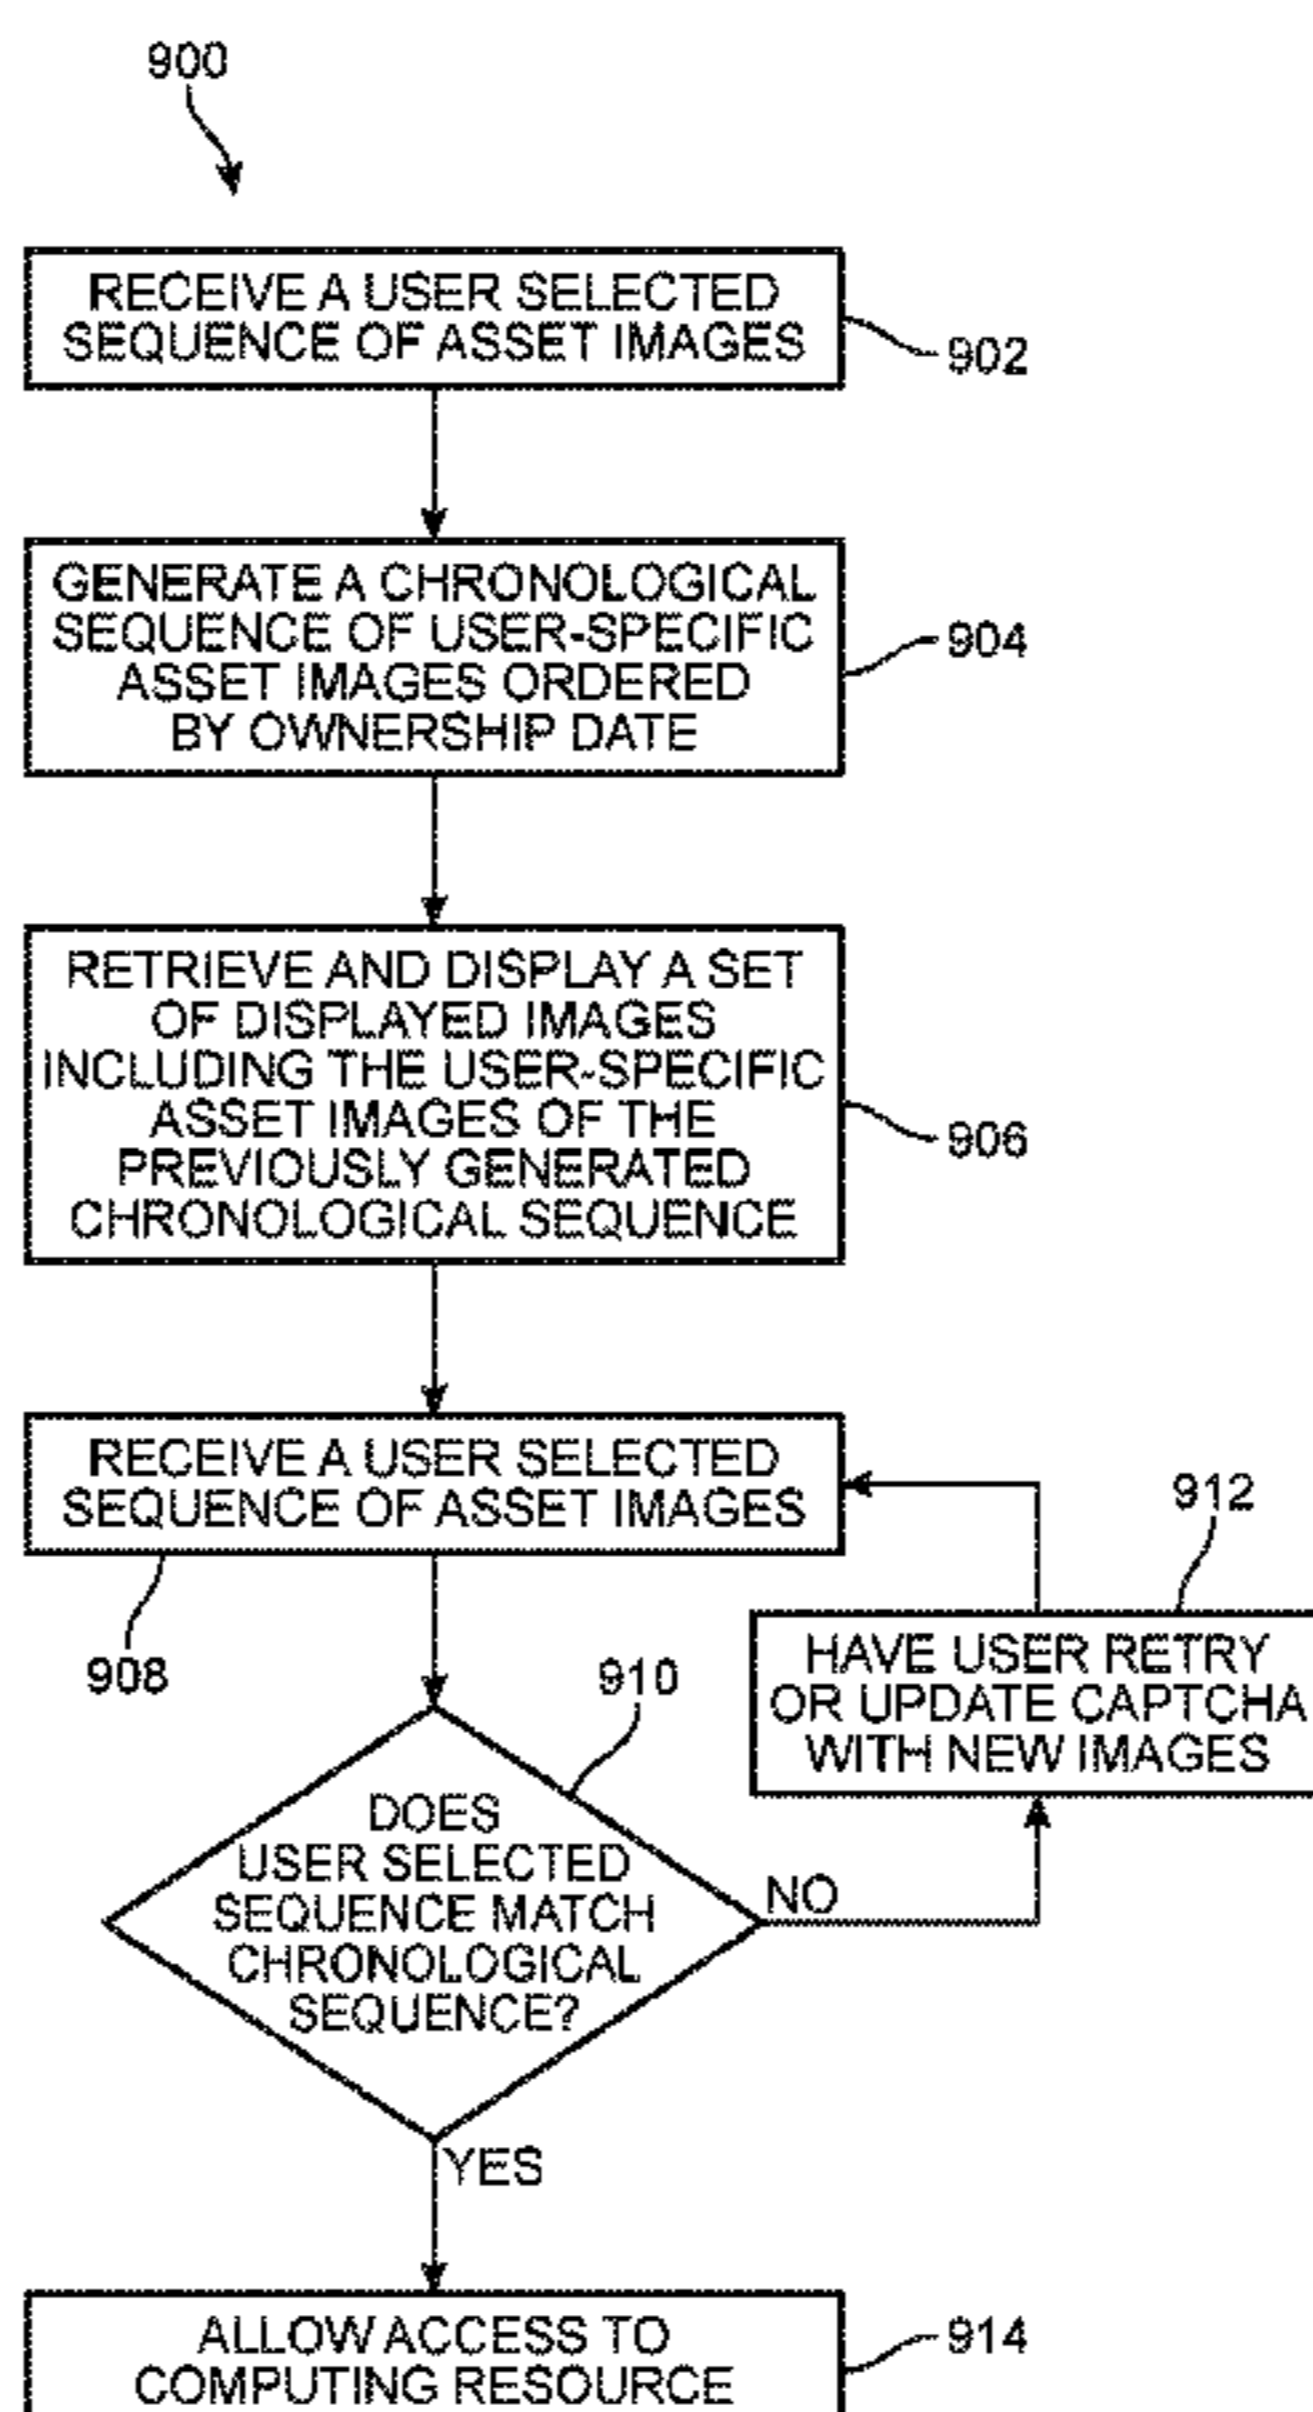 900
RECEIVE A USER SELECTED
SEQUENCE OF ASSET IMAGES
902
GENERATE A CHRONOLOGICAL
SEQUENCE OF USER-SPECIFIC
ASSET IMAGES ORDERED
BY OWNERSHIP DATE
904
RETRIEVE AND DISPLAY A SET
OF DISPLAYED IMAGES
INCLUDING THE USER-SPECIFIC
ASSET IMAGES OF THE
PREVIOUSLY GENERATED
CHRONOLOGICAL SEQUENCE
906
RECEIVE A USER SELECTED
SEQUENCE OF ASSET IMAGES
908
912
HAVE USER RETRY
OR UPDATE CAPTCHA
WITH NEW IMAGES
910
DOES
USER SELECTED
SEQUENCE MATCH
CHRONOLOGICAL
SEQUENCE?
NO
YES
ALLOW ACCESS TO
COMPUTING RESOURCE
914